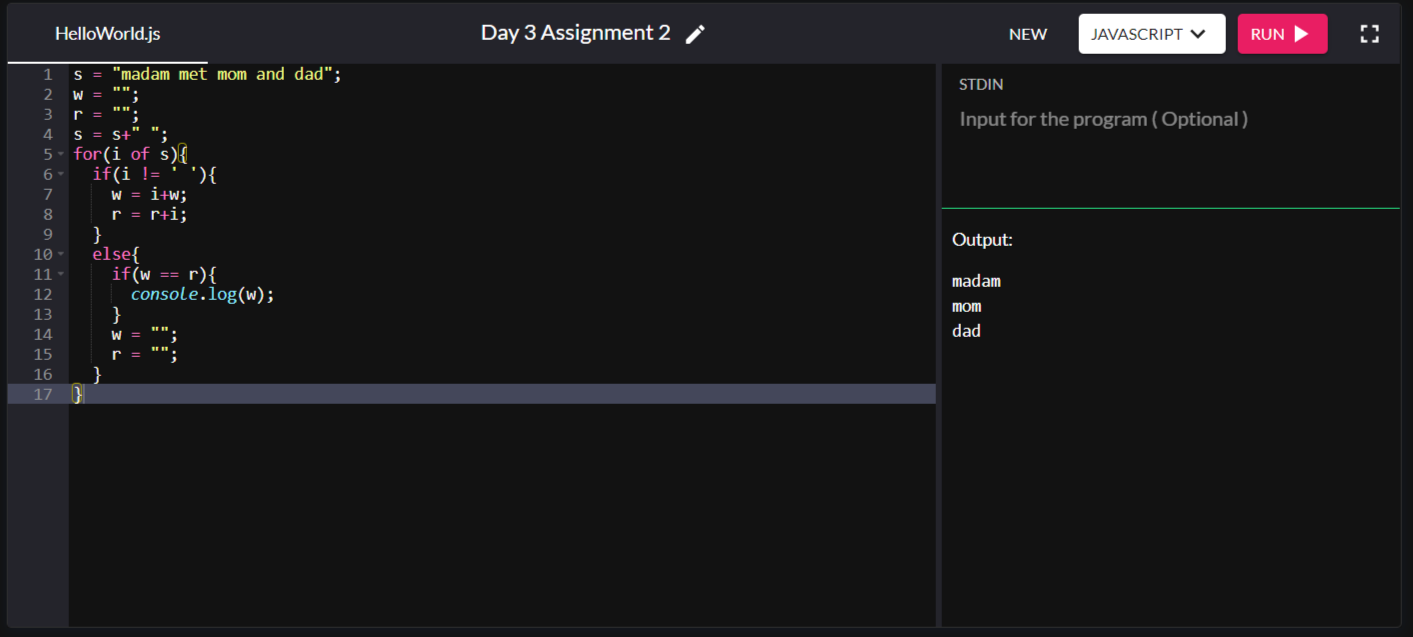 HelloWorld.js
Day 3 Assignment 2
NEW
JAVASCRIPT
RUN
1 s = "madam met mom and dad";
2 w = "";
3 r = "";
4 s = s+" ";
5 for(i of s){
6   if(i != ' '){
7     w = i+w;
8     r = r+i;
9   }
10   else{
11     if(w == r){
12       console.log(w);
13     }
14     w = "";
15     r = "";
16   }
17 }
STDIN
Input for the program ( Optional )
Output:
madam
mom
dad